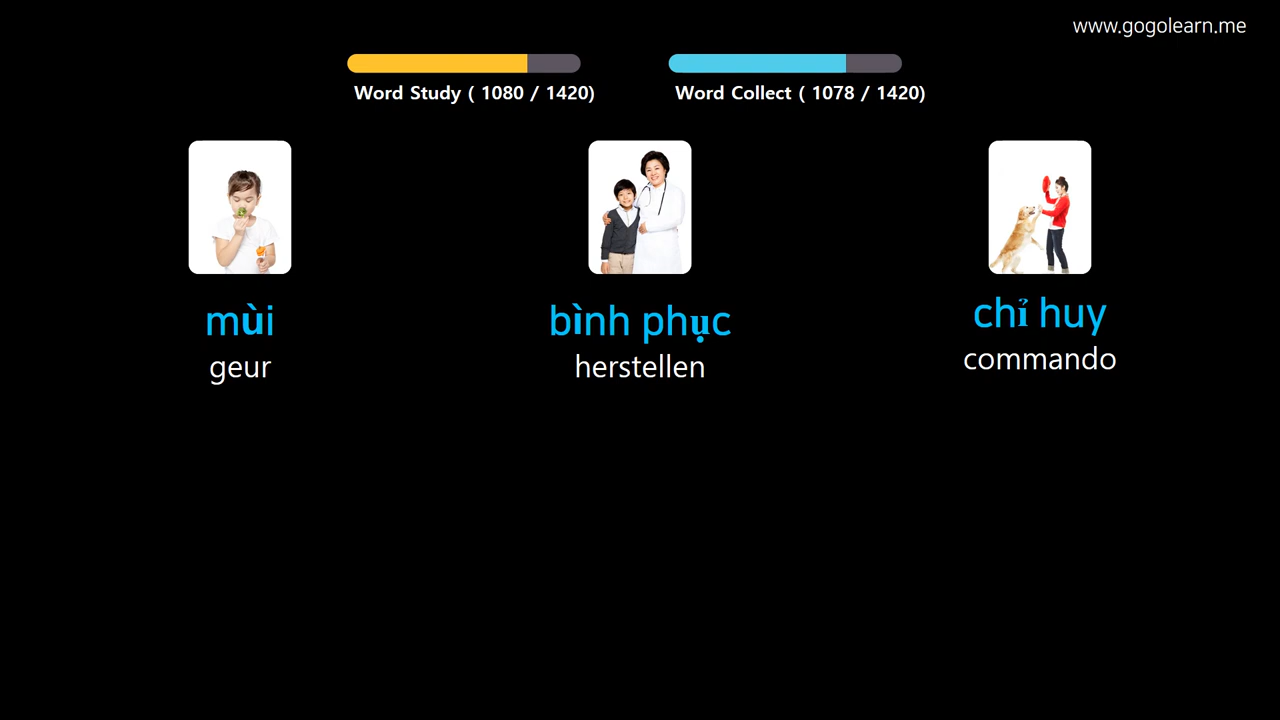 www.gogolearn.me
Word Study ( 1080 / 1420)
Word Collect ( 1078 / 1420)
mùi
geur
bình phục
herstellen
chỉ huy
commando